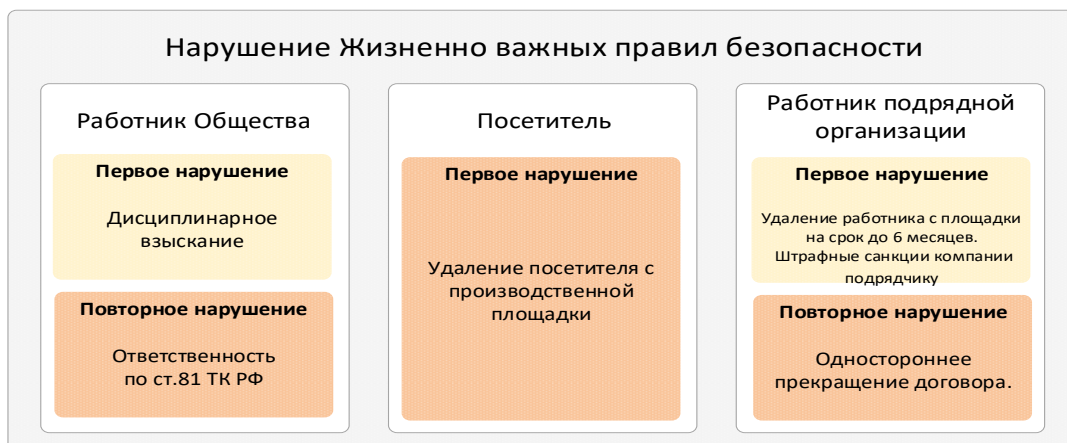 Нарушение Жизненно важных правил безопасности
Работник Общества
Первое нарушение
Дисциплинарное
взыскание
Повторное нарушение
Ответственность
по ст.81 ТК РФ
Посетитель
Первое нарушение
Удаление посетителя с
производственной
площадки
Работник подрядной
организации
Первое нарушение
Удаление работника с площадки
на срок до 6 месяцев.
Штрафные санкции компании
подрядчику
Повторное нарушение
Одностороннее
прекращение договора.